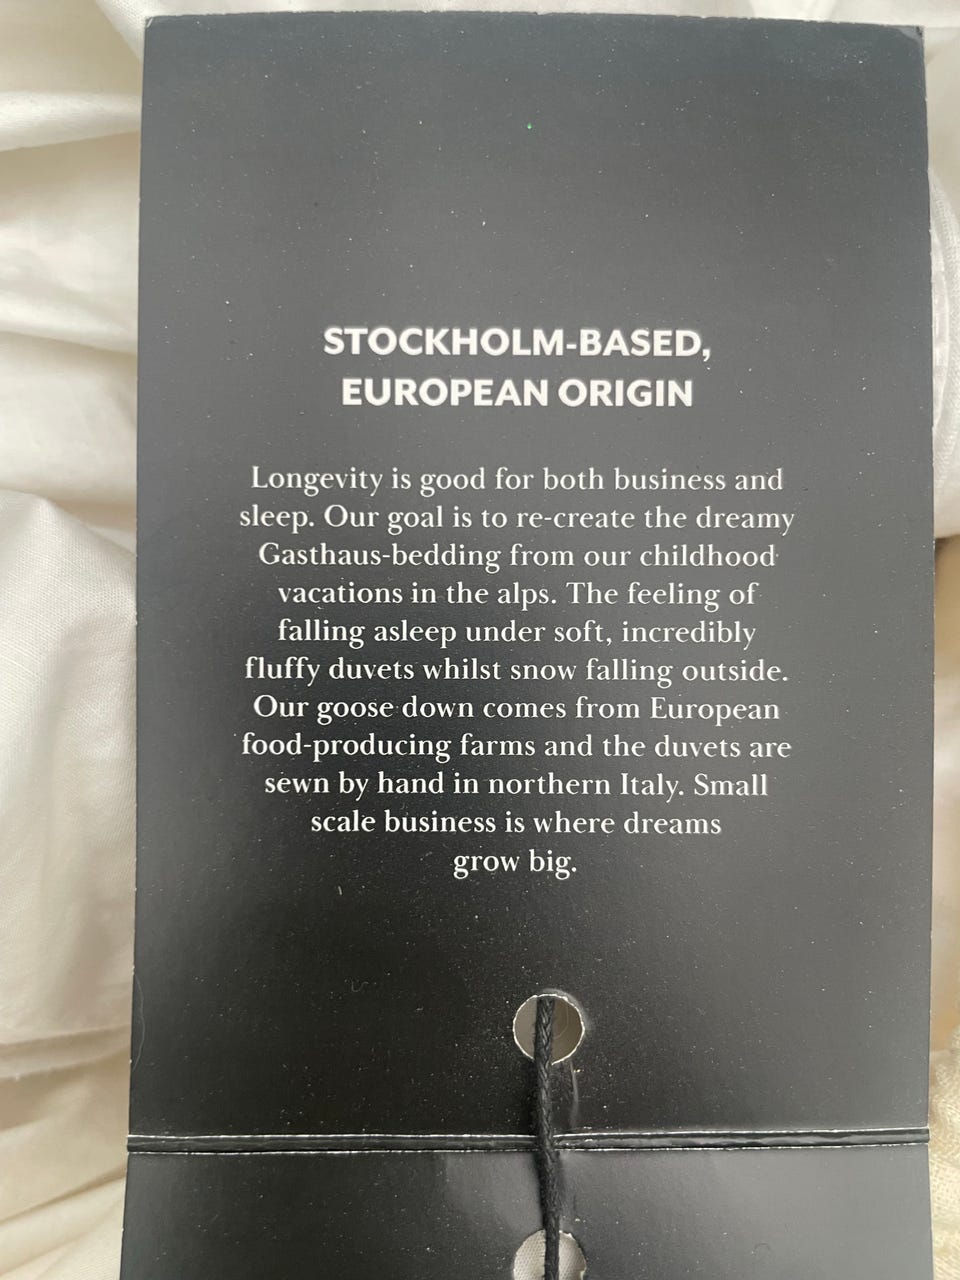 STOCKHOLM-BASED,
EUROPEAN ORIGIN
Longevity is good for both business and
sleep. Our goal is to re-create the dreamy
Gasthaus-bedding from our childhood
vacations in the alps. The feeling of
falling asleep under soft, incredibly
fluffy duvets whilst snow falling outside.
Our goose down comes from European
food-producing farms and the duvets are
sewn by hand in northern Italy. Small
scale business is where dreams
grow big.